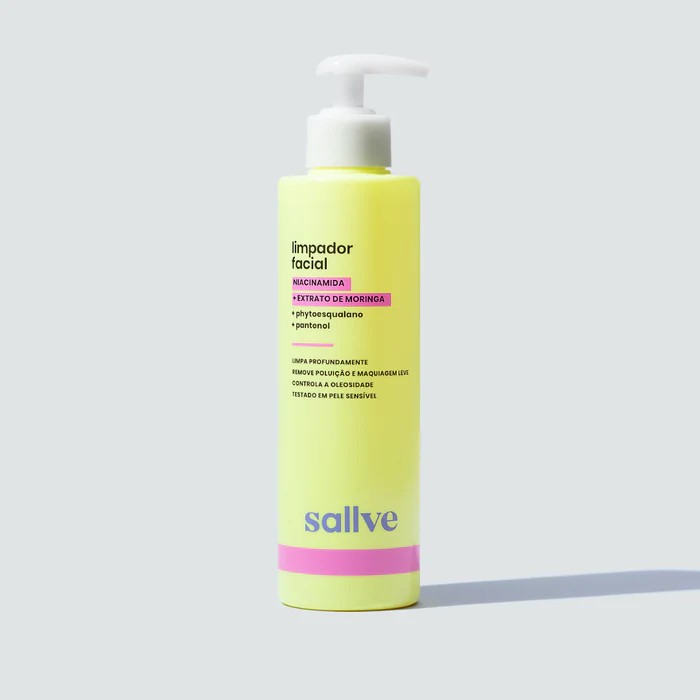 limpador
facial
NIACINAMIDA
+ EXTRATO DE MORINGA
+ phytoesqualano
+ pantenol
LIMPA PROFUNDAMENTE
REMOVE POLUIÇÃO E MAQUIAGEM LEVE
CONTROLA A OLEOSIDADE
TESTADO EM PELE SENSÍVEL
sallve